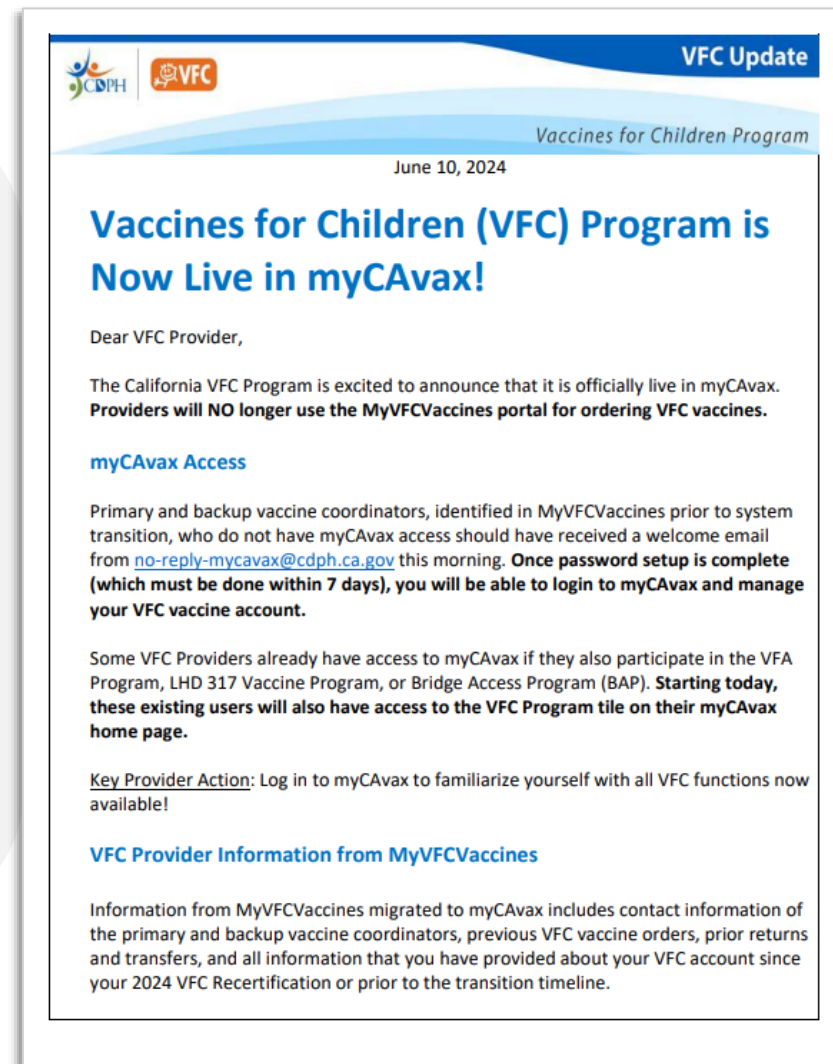 CDPH
VFC
VFC Update
Vaccines for Children Program
June 10, 2024
Vaccines for Children (VFC) Program is
Now Live in myCAvax!
Dear VFC Provider,
The California VFC Program is excited to announce that it is officially live in myCAvax.
Providers will NO longer use the MyVFCVaccines portal for ordering VFC vaccines.
myCAvax Access
Primary and backup vaccine coordinators, identified in MyVFCVaccines prior to system
transition, who do not have myCAvax access should have received a welcome email
from no-reply-mycavax@cdph.ca.gov this morning. Once password setup is complete
(which must be done within 7 days), you will be able to login to myCAvax and manage
your VFC vaccine account.
Some VFC Providers already have access to myCAvax if they also participate in the VFA
Program, LHD 317 Vaccine Program, or Bridge Access Program (BAP). Starting today,
these existing users will also have access to the VFC Program tile on their myCAvax
home page.
Key Provider Action: Log in to myCAvax to familiarize yourself with all VFC functions now
available!
VFC Provider Information from MyVFCVaccines
Information from MyVFCVaccines migrated to myCAvax includes contact information of
the primary and backup vaccine coordinators, previous VFC vaccine orders, prior returns
and transfers, and all information that you have provided about your VFC account since
your 2024 VFC Recertification or prior to the transition timeline.